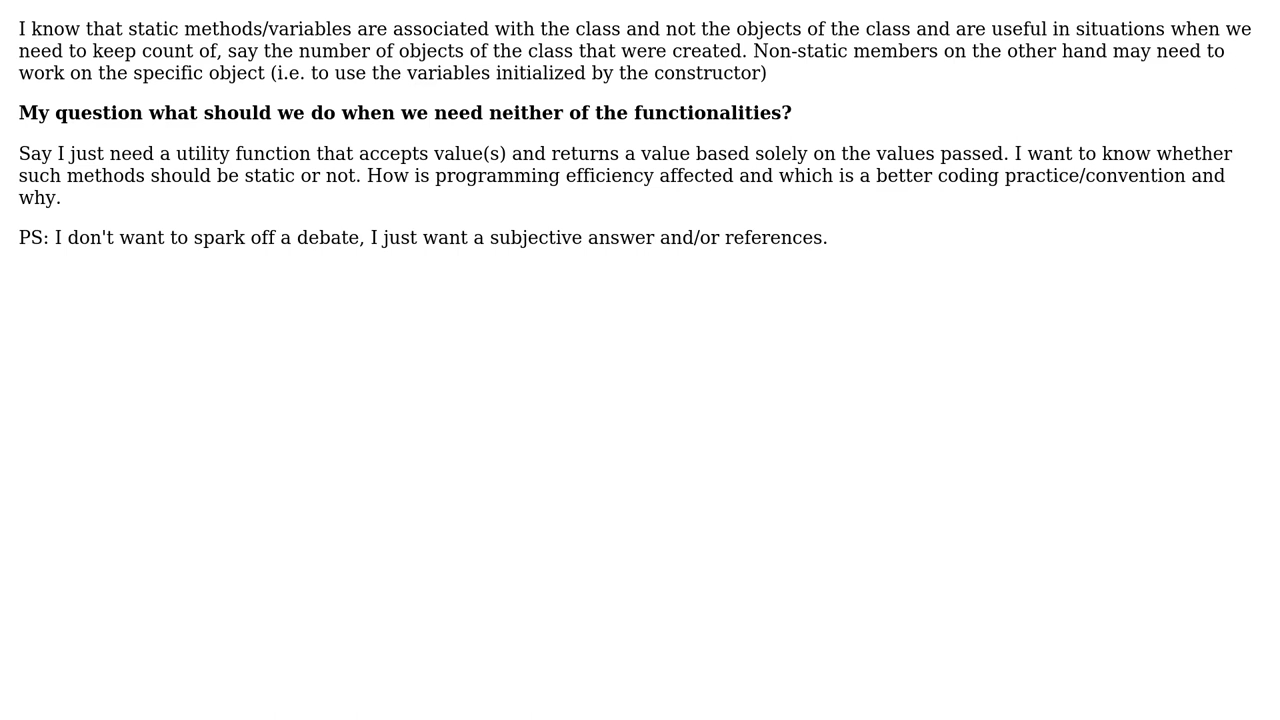 I know that static methods/variables are associated with the class and not the objects of the class and are useful in situations when we
need to keep count of, say the number of objects of the class that were created. Non-static members on the other hand may need to
work on the specific object (i.e. to use the variables initialized by the constructor)
My question what should we do when we need neither of the functionalities?
Say I just need a utility function that accepts value(s) and returns a value based solely on the values passed. I want to know whether
such methods should be static or not. How is programming efficiency affected and which is a better coding practice/convention and
why.
PS: I don't want to spark off a debate, I just want a subjective answer and/or references.